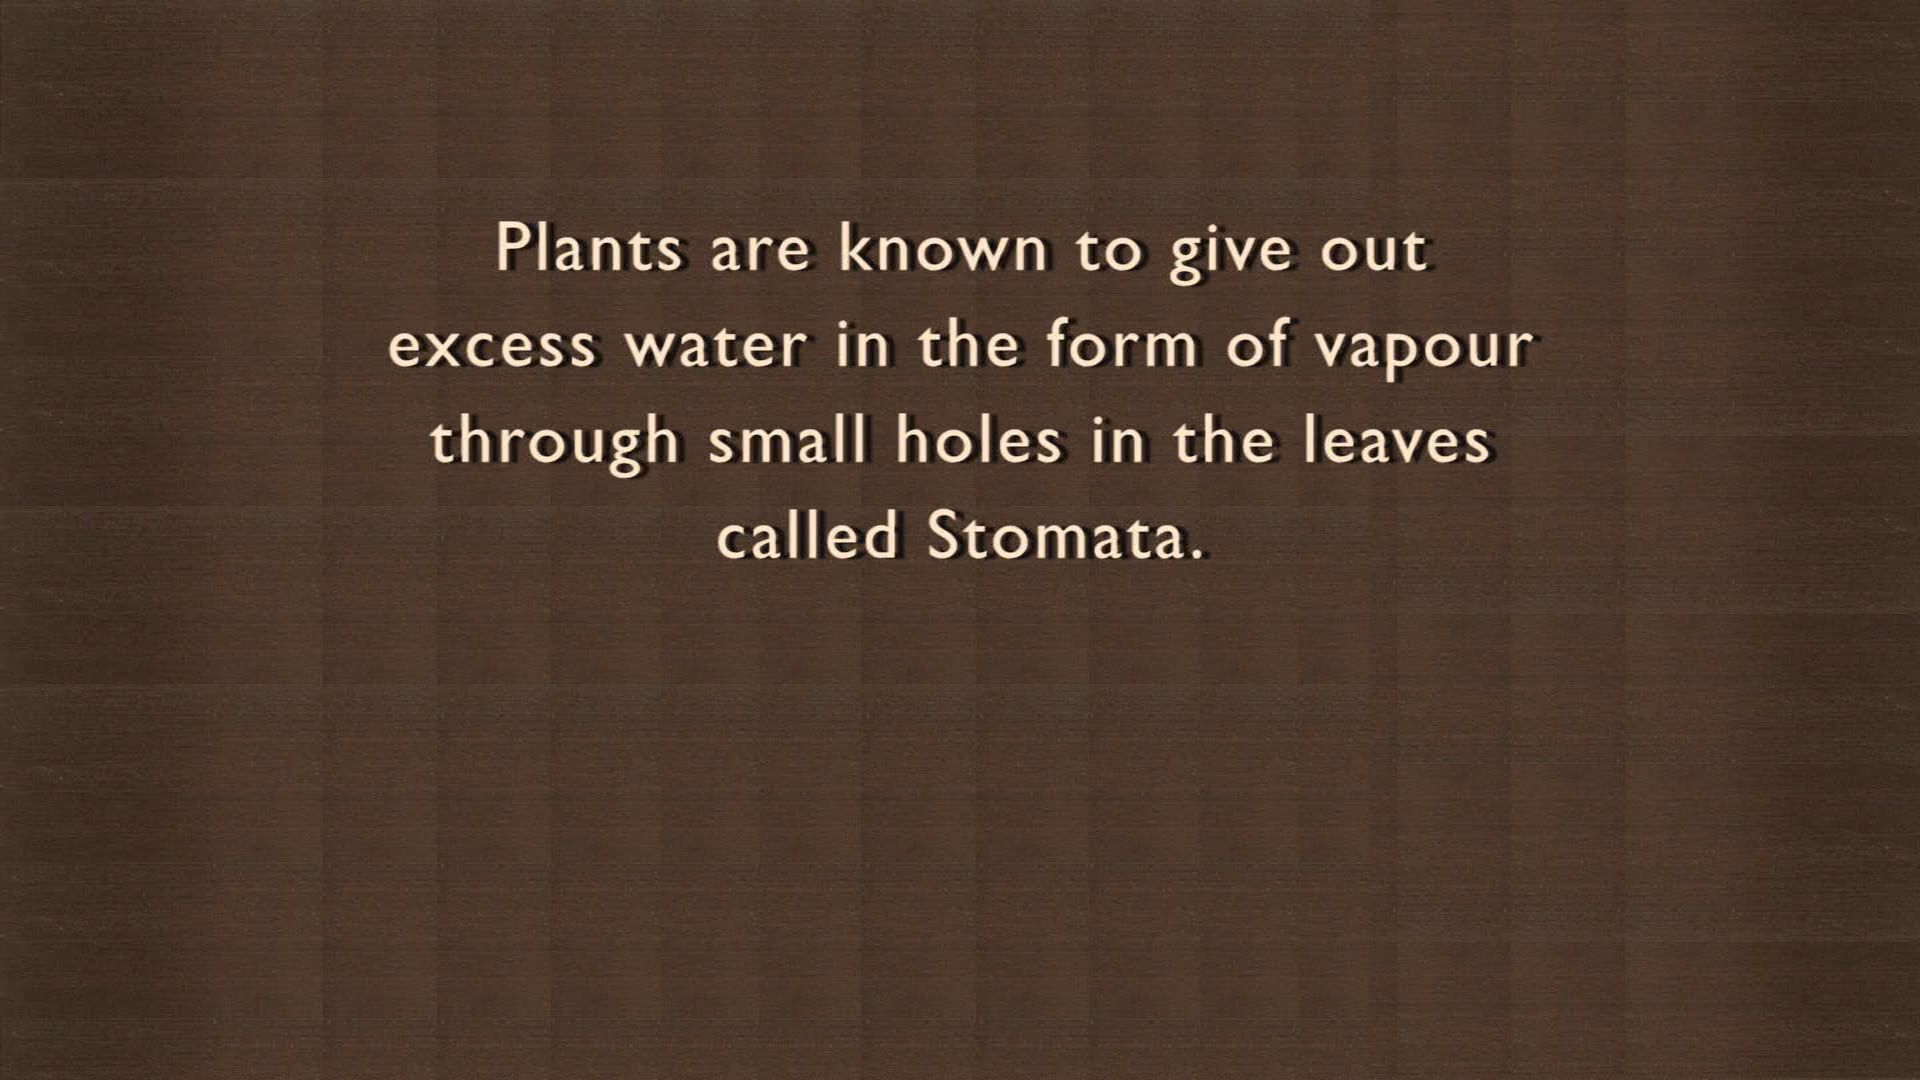 Plants are known to give out
excess water in the form of vapour
through small holes in the leaves
called Stomata.